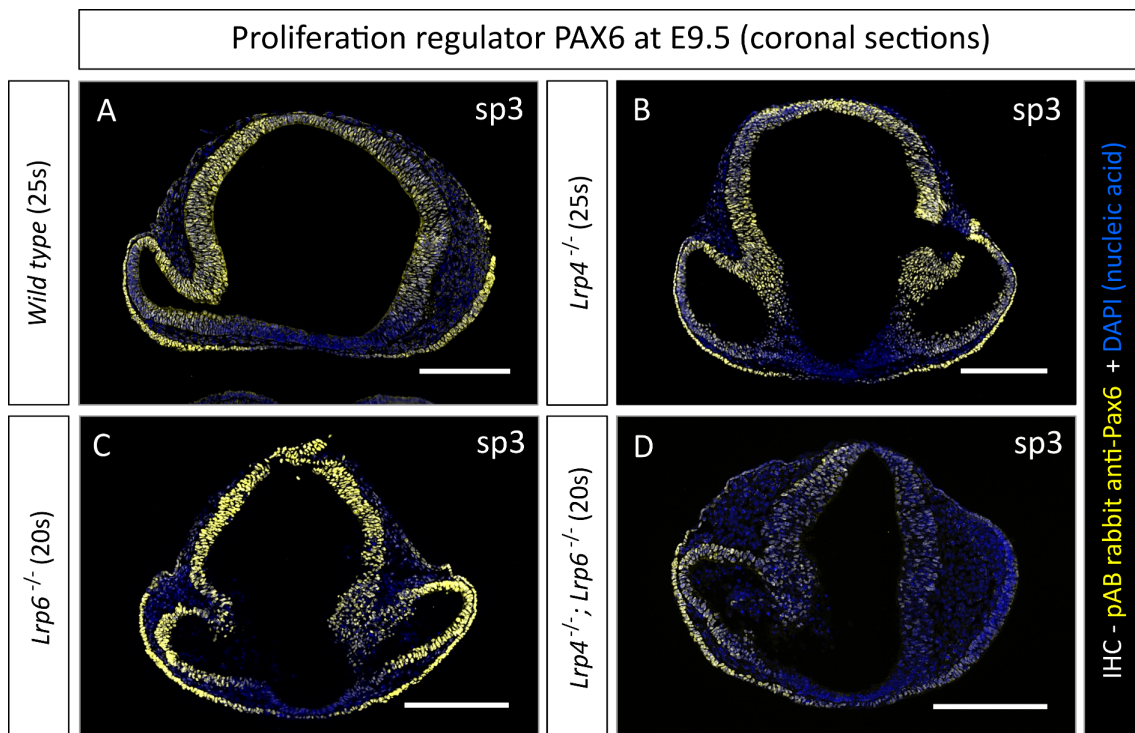 Proliferation regulator PAX6 at E9.5 (coronal sections)
Wild type (25s)
A
sp3
Lrp4 -/- (25s)
B
sp3
IHC - pAB rabbit anti-Pax6 + DAPI (nucleic acid)
Lrp6 -/- (20s)
C
sp3
Lrp4 -/-; Lrp6 -/- (20s)
D
sp3